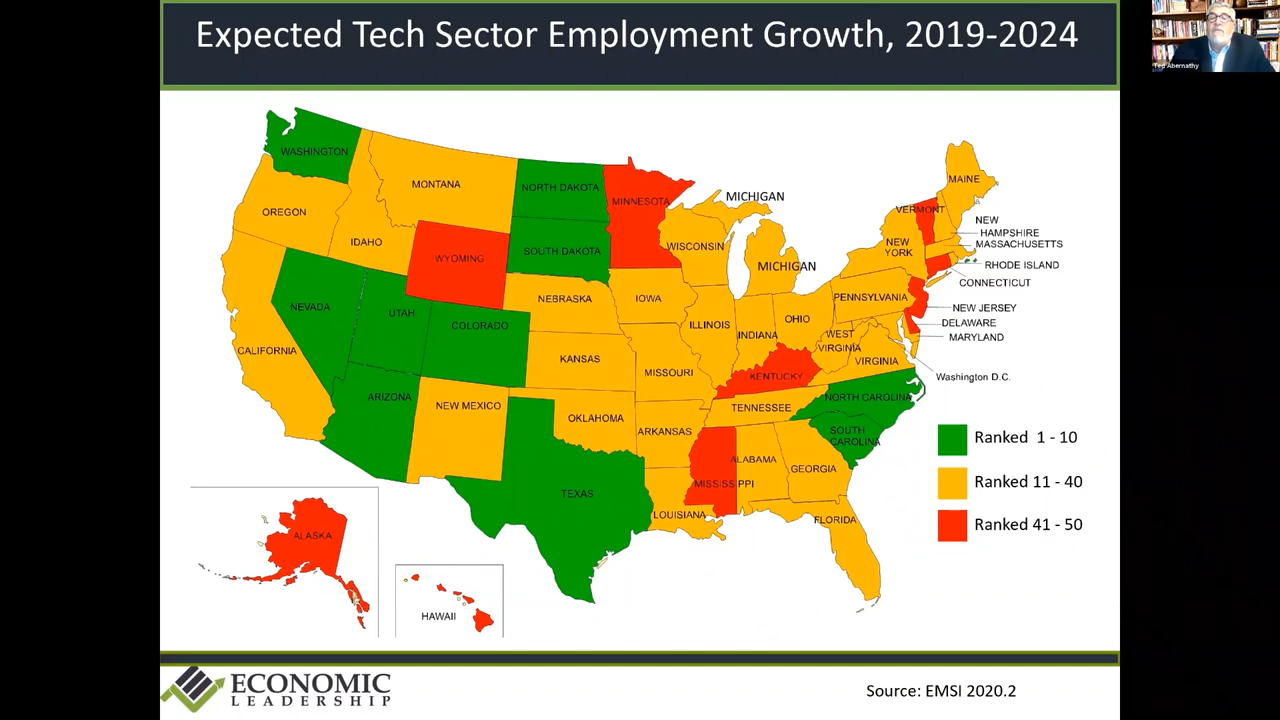 Expected Tech Sector Employment Growth, 2019-2024
Ted Abernathy
WASHINGTON
MONTANA
NORTH DAKOTA
MINNESOTA
MICHIGAN
MAINE
OREGON
IDAHO
WYOMING
SOUTH DAKOTA
WISCONSIN
MICHIGAN
NEW
YORK
VERMONT
NEW
HAMPSHIRE
MASSACHUSETTS
RHODE ISLAND
CONNECTICUT
NEVADA
UTAH
COLORADO
NEBRASKA
IOWA
ILLINOIS
INDIANA
OHIO
PENNSYLVANIA
NEW JERSEY
DELAWARE
MARYLAND
WEST
VIRGINIA
VIRGINIA
Washington D.C.
CALIFORNIA
KANSAS
MISSOURI
KENTUCKY
ARIZONA
NEW MEXICO
OKLAHOMA
ARKANSAS
TENNESSEE
NORTH CAROLINA
SOUTH
CAROLINA
TEXAS
LOUISIANA
MISSISSIPPI
ALABAMA
GEORGIA
FLORIDA
ALASKA
HAWAII
Ranked 1 - 10
Ranked 11 - 40
Ranked 41 - 50
ECONOMIC
LEADERSHIP
Source: EMSI 2020.2